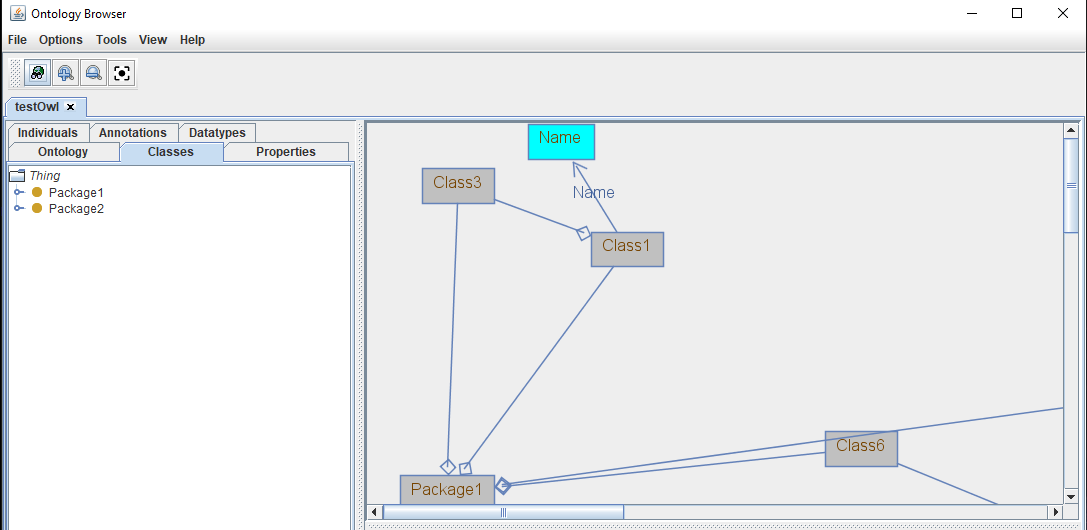 Ontology Browser
File Options Tools View Help
testOwl
Individuals Annotations Datatypes
Ontology Classes Properties
Thing
Package1
Package2
Name
Class3
Name
Class1
Class6
Package1